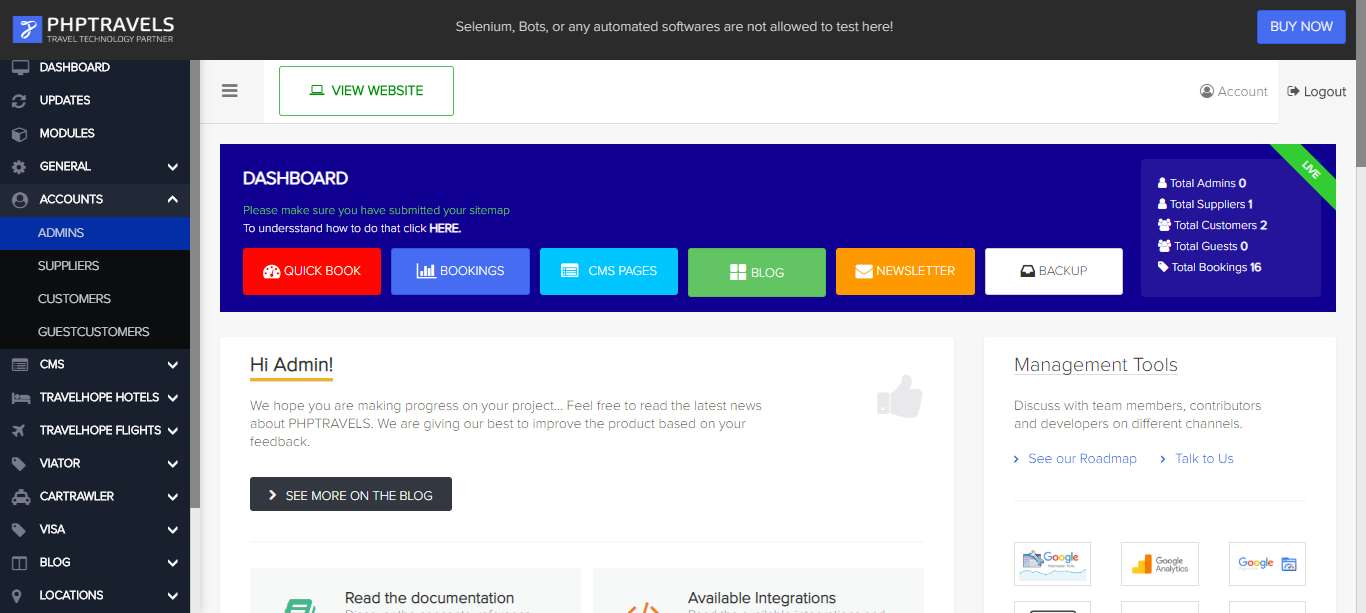 PHPTRAVELS
TRAVEL TECHNOLOGY PARTNER
Selenium, Bots, or any automated softwares are not allowed to test here!
BUY NOW
DASHBOARD
UPDATES
MODULES
GENERAL
ACCOUNTS
ADMINS
SUPPLIERS
CUSTOMERS
GUESTCUSTOMERS
CMS
TRAVELHOPE HOTELS
TRAVELHOPE FLIGHTS
VIATOR
CARTRAWLER
VISA
BLOG
LOCATIONS
VIEW WEBSITE
Account
Logout
DASHBOARD
Please make sure you have submitted your sitemap
To undersstand how to do that click HERE.
QUICK BOOK
BOOKINGS
CMS PAGES
BLOG
NEWSLETTER
BACKUP
LIVE
Total Admins 0
Total Suppliers 1
Total Customers 2
Total Guests 0
Total Bookings 16
Hi Admin!
We hope you are making progress on your project... Feel free to read the latest news
about PHPTRAVELS. We are giving our best to improve the product based on your
feedback.
SEE MORE ON THE BLOG
Read the documentation
Available Integrations
Management Tools
Discuss with team members, contributors
and developers on different channels.
See our Roadmap
Talk to Us
Google
Google
Analytics
Google